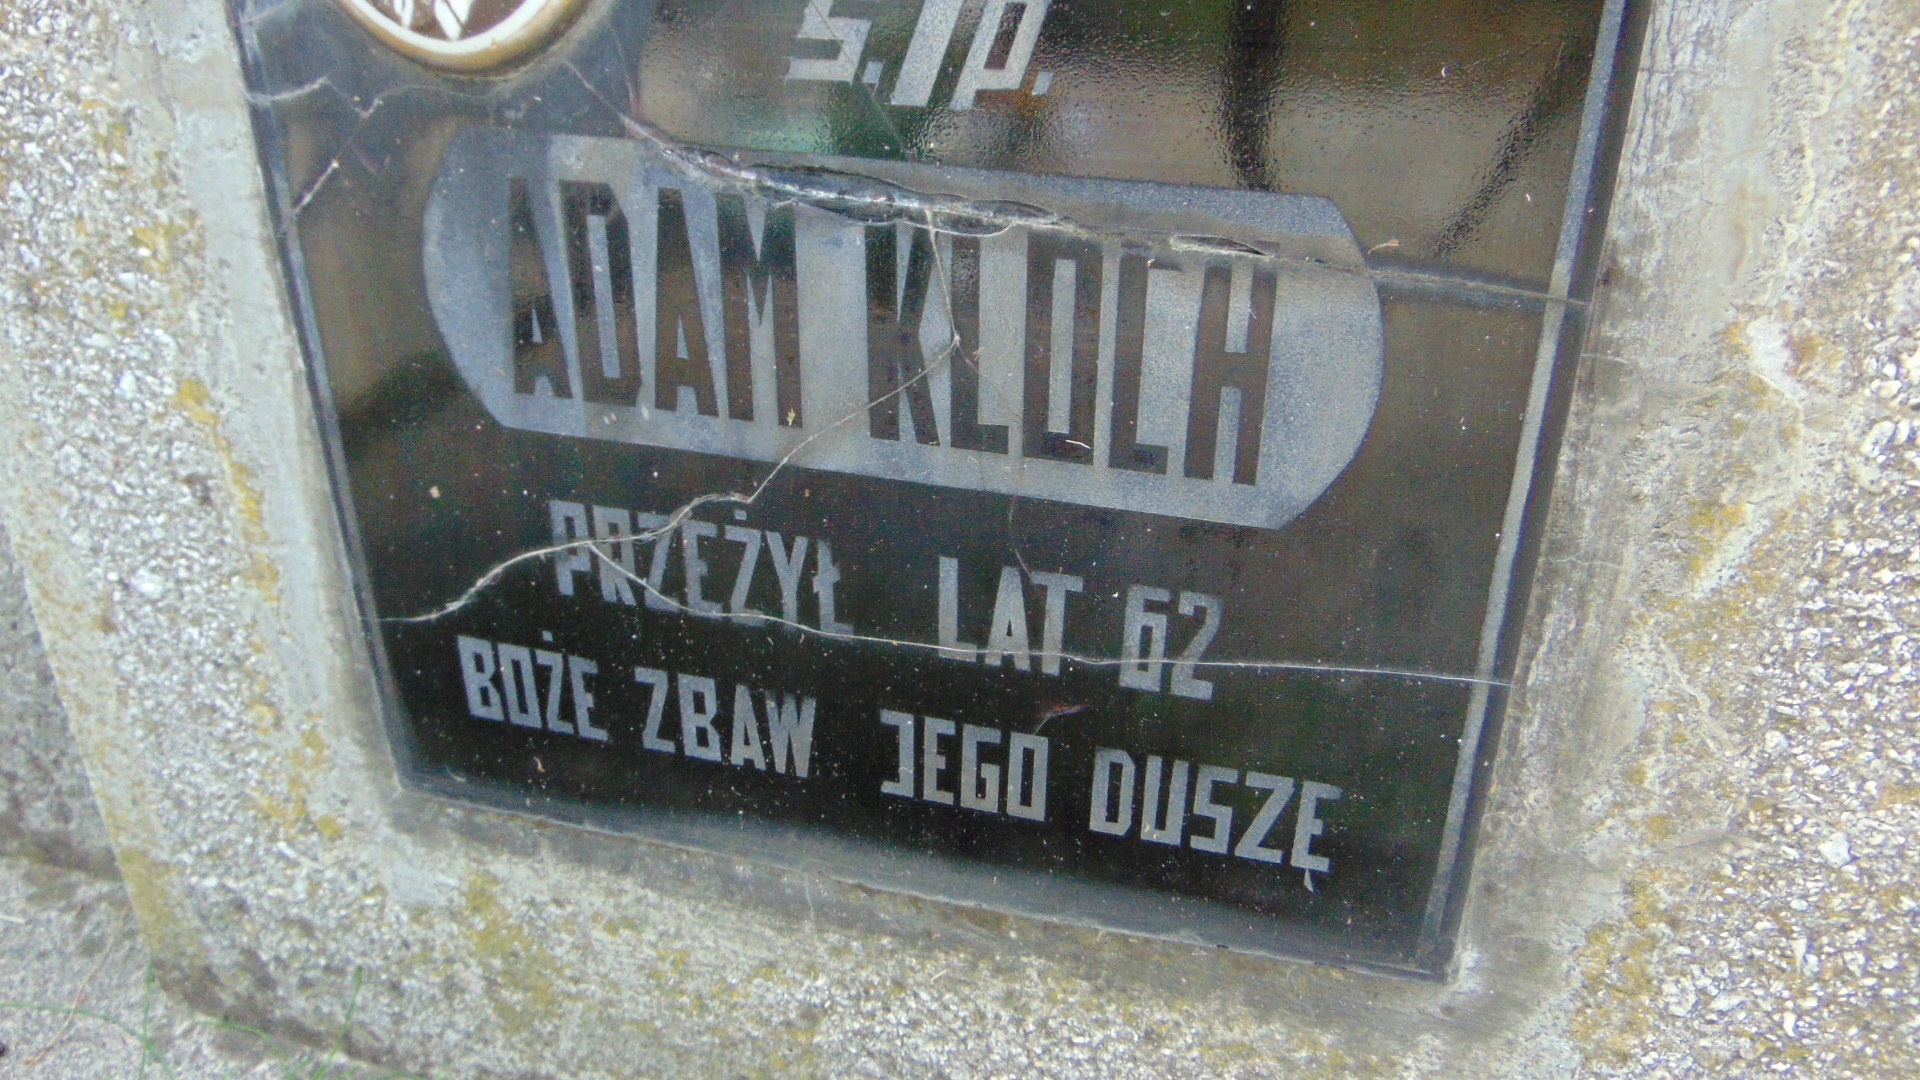 Ś. P.
ADAM KLOCH
PRZEŻYŁ LAT 62
BOŻE ZBAW JEGO DUSZĘ